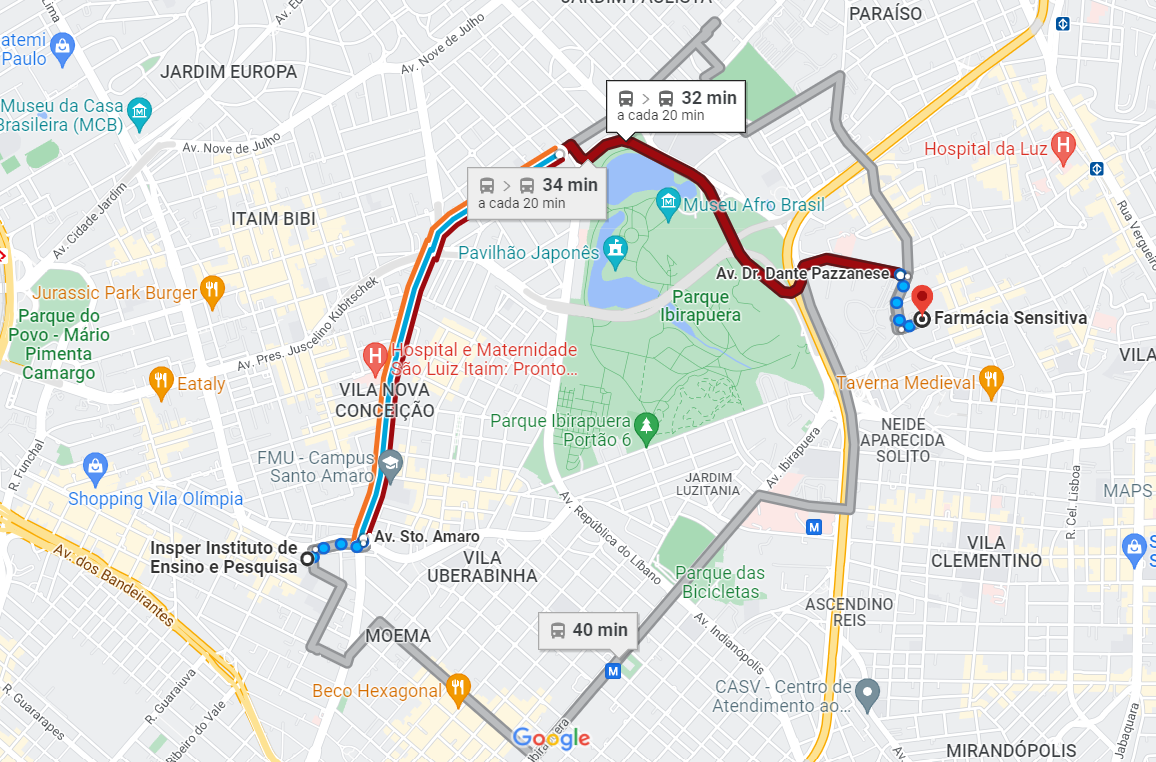 JARDIM PAULISTA
PARAÍSO
atemi
Paulo
Av. Nove de Julho
JARDIM EUROPA
32 min
a cada 20 min
Museu da Casa
Brasileira (MCB)
Av. Nove de Julho
Hospital da Luz
H
34 min
a cada 20 min
Av. Cidade Jardim
ITAIM BIBI
Museu Afro Brasil
Rua Vergueiro
Pavilhão Japonês
Av. Dr. Dante Pazzanese
Jurassic Park Burger
Av. Pres. Juscelino Kubitschek
Parque
Ibirapuera
Farmácia Sensitiva
Parque do
Povo - Mário
Pimenta
Camargo
H
Hospital e Maternidade
São Luiz Itaim: Pronto...
VILA
Eataly
VILA NOVA
CONCEIÇÃO
Taverna Medieval
Parque Ibirapuera
Portão 6
NEIDE
APARECIDA
SOLITO
Av. Ibirapuera
R. Funchal
FMU - Campus
Santo Amaro
JARDIM
LUZITANIA
Shopping Vila Olímpia
R. Cel. Lisboa
MAPS
Av. República do Líbano
M
Av. Sto. Amaro
Insper Instituto de
Ensino e Pesquisa
VILA
UBERABINHA
VILA
CLEMENTINO
Av. dos Bandeirantes
Parque das
Bicicletas
ASCENDINO
REIS
40 min
MOEMA
Av. Indianópolis
M
R. Guaraiuva
Beco Hexagonal
CASV - Centro de
Atendimento ao...
R. Guararapes
Ribeiro do Vale
Google
Ibirapuera
Av.
Jabaquara
MIRANDÓPOLIS